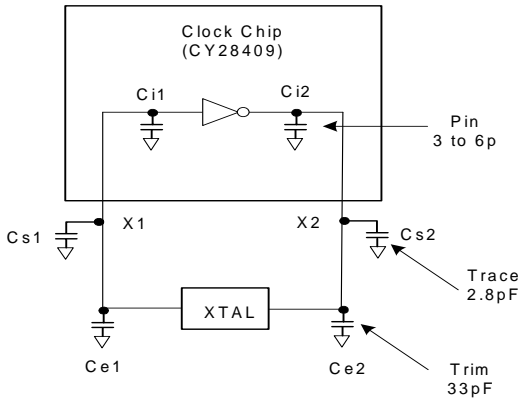 Clock Chip
(CY28409)
Ci1
Ci2
Pin
3 to 6p
X1
X2
Cs1
Cs2
Trace
2.8pF
XTAL
Ce1
Ce2
Trim
33pF